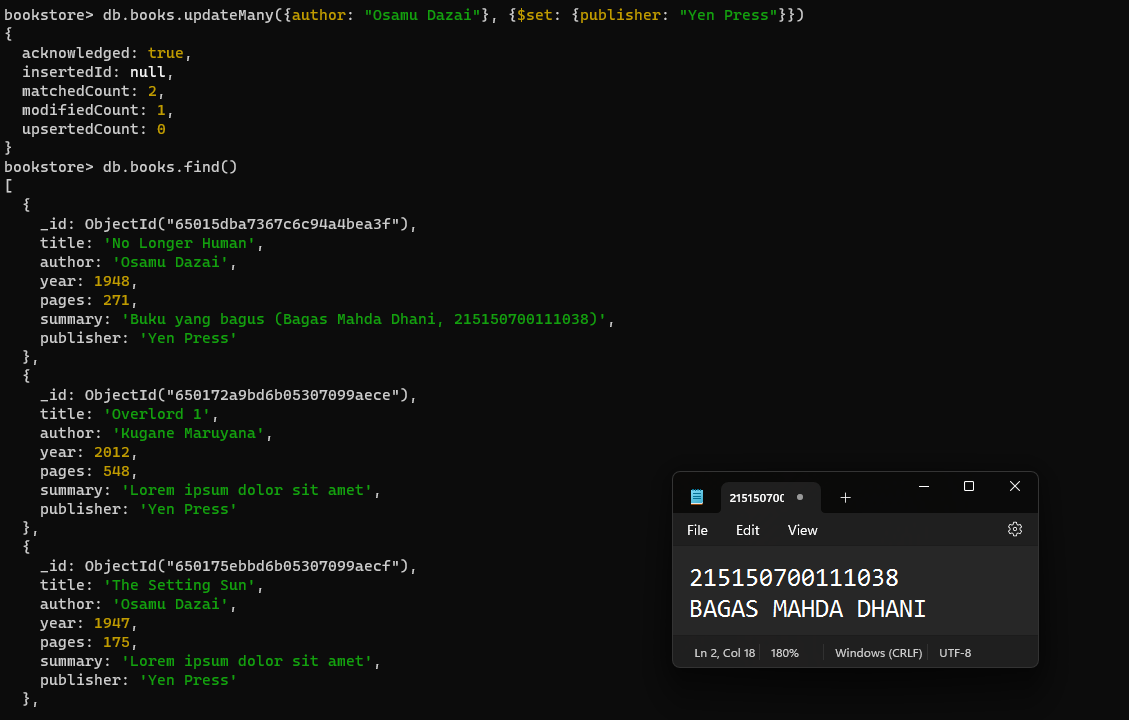 bookstore> db.books.updateMany({author: "Osamu Dazai"}, {$set: {publisher: "Yen Press"}})
{
  acknowledged: true,
  insertedId: null,
  matchedCount: 2,
  modifiedCount: 1,
  upsertedCount: 0
}
bookstore> db.books.find()
[
  {
    _id: ObjectId("65015dba7367c6c94a4bea3f"),
    title: 'No Longer Human',
    author: 'Osamu Dazai',
    year: 1948,
    pages: 271,
    summary: 'Buku yang bagus (Bagas Mahda Dhani, 215150700111038)',
    publisher: 'Yen Press'
  },
  {
    _id: ObjectId("650172a9bd6b05307099aece"),
    title: 'Overlord 1',
    author: 'Kugane Maruyana',
    year: 2012,
    pages: 548,
    summary: 'Lorem ipsum dolor sit amet',
    publisher: 'Yen Press'
  },
  {
    _id: ObjectId("650175ebbd6b05307099aecf"),
    title: 'The Setting Sun',
    author: 'Osamu Dazai',
    year: 1947,
    pages: 175,
    summary: 'Lorem ipsum dolor sit amet',
    publisher: 'Yen Press'
  },
21515070(
File Edit View
215150700111038
BAGAS MAHDA DHANI
Ln 2, Col 18 180% Windows (CRLF) UTF-8